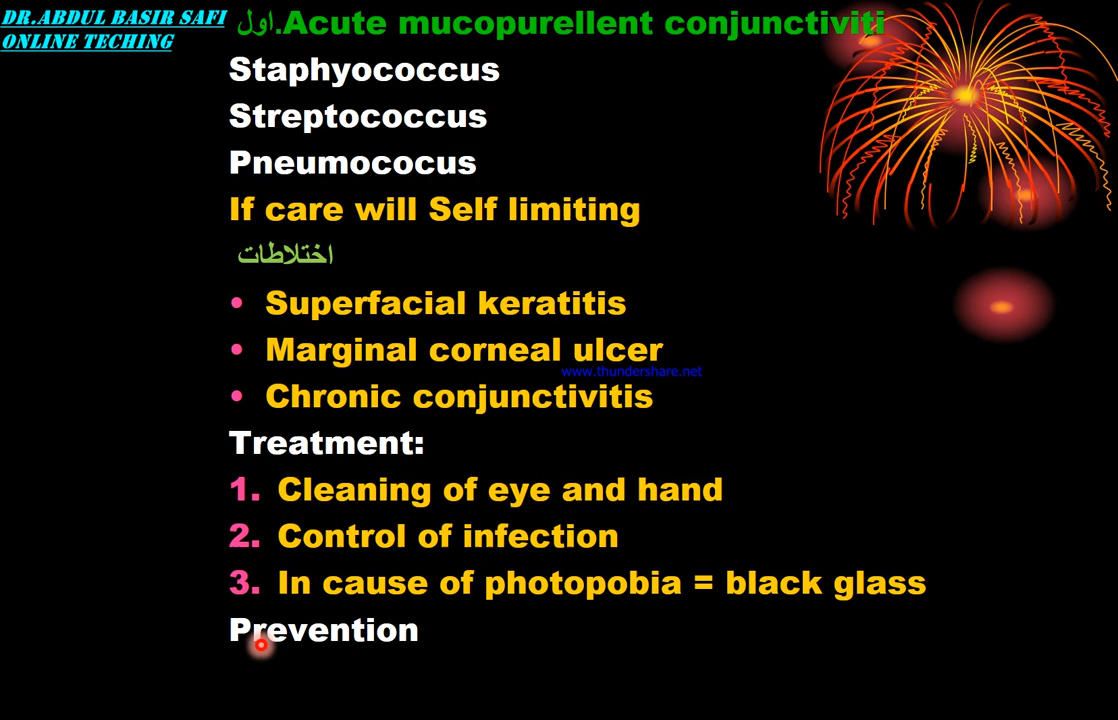 DR.ABDUL BASIR SAFI
ONLINE TECHING
اول.Acute mucopurellent conjunctiviti
Staphyococcus
Streptococcus
Pneumococus
If care will Self limiting
اختلاطات
• Superfacial keratitis
• Marginal corneal ulcer
www.thundershare.net
• Chronic conjunctivitis
Treatment:
1. Cleaning of eye and hand
2. Control of infection
3. In cause of photopobia = black glass
Prevention